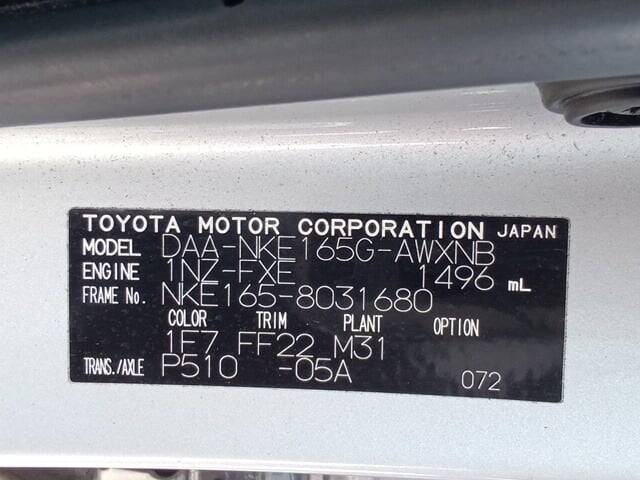 TOYOTA MOTOR CORPORATION JAPAN
MODEL DAA-NKE165G-AWXNB
ENGINE 1NZ-FXE 1496 mL
FRAME No. NKE165-8031680
COLOR TRIM PLANT OPTION
1F7 FF22 M31
TRANS./AXLE P510 -05A 072